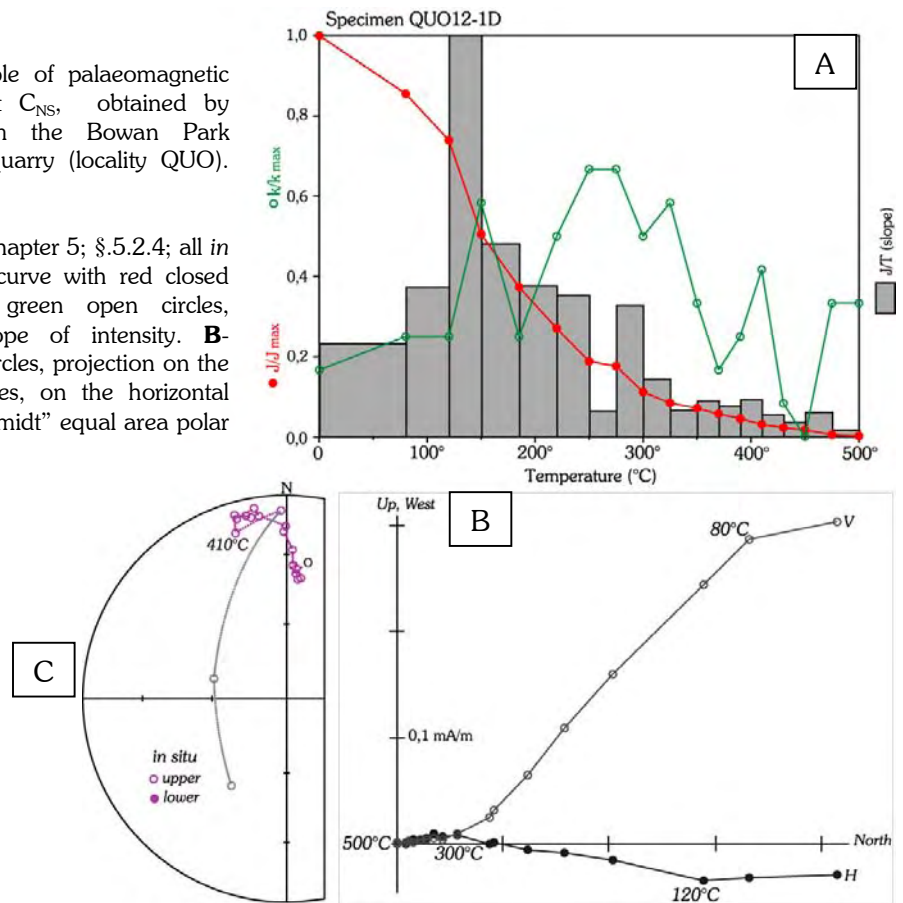 Specimen QUO12-1D
ble of palaeomagnetic
C_NS, obtained by
the Bowan Park
quarry (locality QUO).
hapter 5; §.5.2.4; all in
curve with red closed
green open circles,
ope of intensity. B-
rcles, projection on the
es, on the horizontal
midt" equal area polar
A
1,0
0,8
0,6
0,4
0,2
0,0
k/k max
J/J max
J/T (slope)
0 100° 200° 300° 400° 500°
Temperature (°C)
N
410°C
O
C
in situ
upper
lower
Up, West
B
80°C
V
0,1 mA/m
500°C
300°C
North
120°C
H